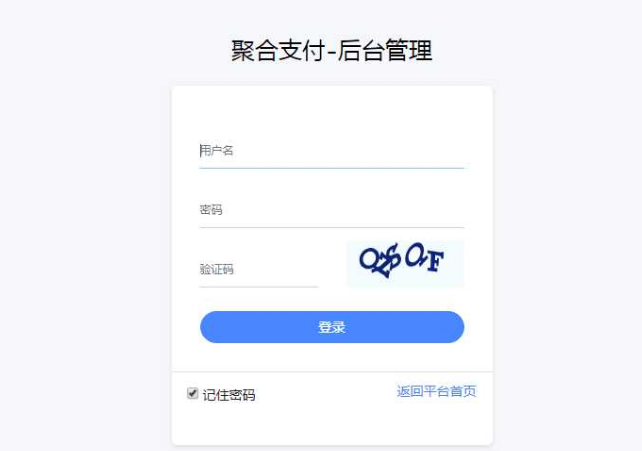 聚合支付-后台管理
用户名
密码
验证码
登录
记住密码
返回平台首页